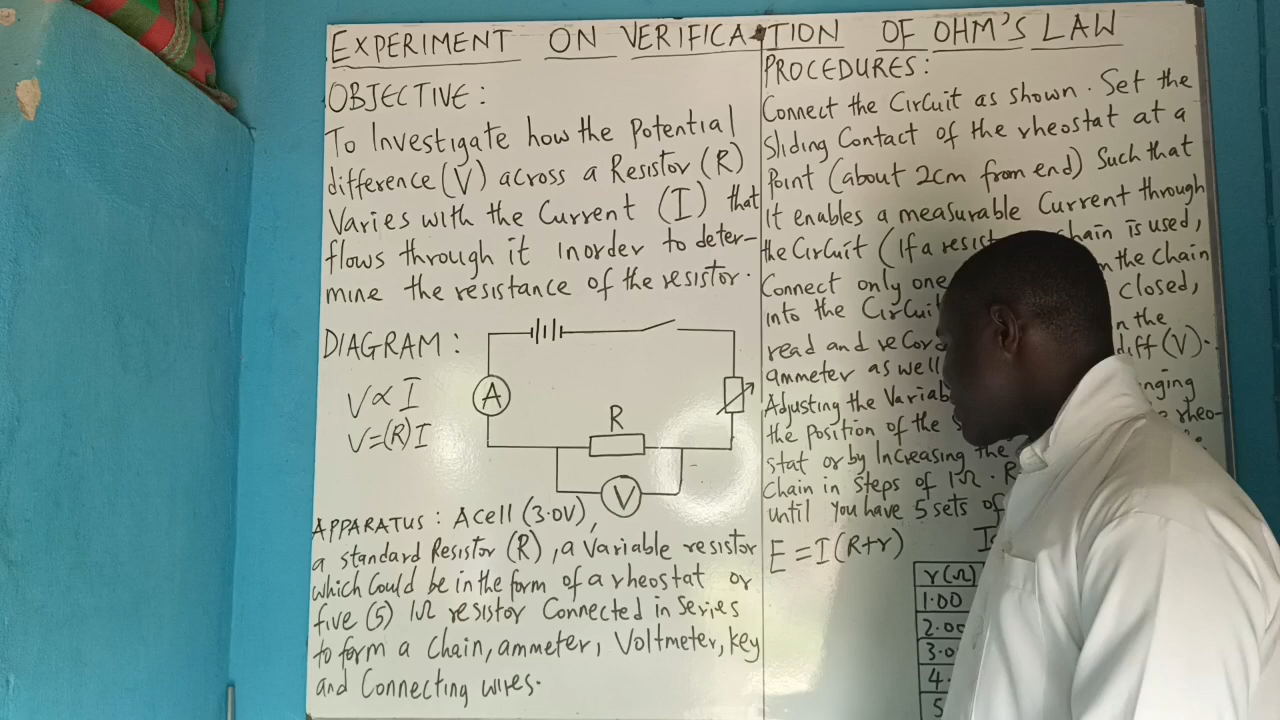 EXPERIMENT ON VERIFICATION OF OHM'S LAW
OBJECTIVE:
To Investigate how the Potential
difference (V) across a Resistor (R)
Varies with the Current (I) that
flows through it inorder to deter-
mine the resistance of the resistor.
DIAGRAM:
V∝I
V=(R)I
A
R
V
APPARATUS: A cell (3.0V),
a standard Resistor (R), a Variable resistor
which Could be in the form of a rheostat or
five (5) 1Ω resistor Connected in Series
to form a Chain, ammeter, Voltmeter, key
and Connecting wires.
PROCEDURES:
Connect the Circuit as shown. Set the
Sliding Contact of the rheostat at a
Point (about 2cm from end) Such that
it enables a measurable Current through
the Circuit (If a chain is used,
Connect only one the Chain
into the closed,
read and the
ammeter as well diff (V).
Adjusting the
the Position of the rheo-
stat or by Increasing the
Chain in Steps of 1Ω.
until you have 5 sets of
E = I(R+r)
r(Ω)
1.00
3.0
4.
5